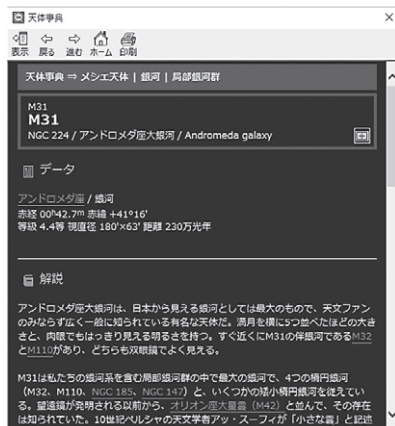 天体事典
表示 戻る 進む ホーム 印刷
天体事典 ⇒ メシエ天体 | 銀河 | 局部銀河群
M31
M31
NGC 224 / アンドロメダ座大銀河 / Andromeda galaxy
データ
アンドロメダ座 / 銀河
赤経 00h42.7m 赤緯 +41°16'
等級 4.4等 視直径 180'×63' 距離 230万光年
解説
アンドロメダ座大銀河は、日本から見える銀河としては最大のもので、天文ファン
のみならず広く一般に知られている有名な天体だ。満月を横に5つ並べたほどの大き
さと、肉眼でもはっきり見える明るさを持つ。すぐ近くにM31の伴銀河であるM32
とM110があり、どちらも双眼鏡でよく見える。
M31は私たちの銀河系を含む局部銀河群の中で最大の銀河で、4つの楕円銀河
(M32、M110、NGC 185、NGC 147)と、いくつかの矮小楕円銀河を従えてい
る。望遠鏡が発明される以前から、オリオン座大星雲(M42)と並んで、その存在
は知られていた。10世紀ペルシャの天文学者アッ・スーフィが「小さな雲」と記述